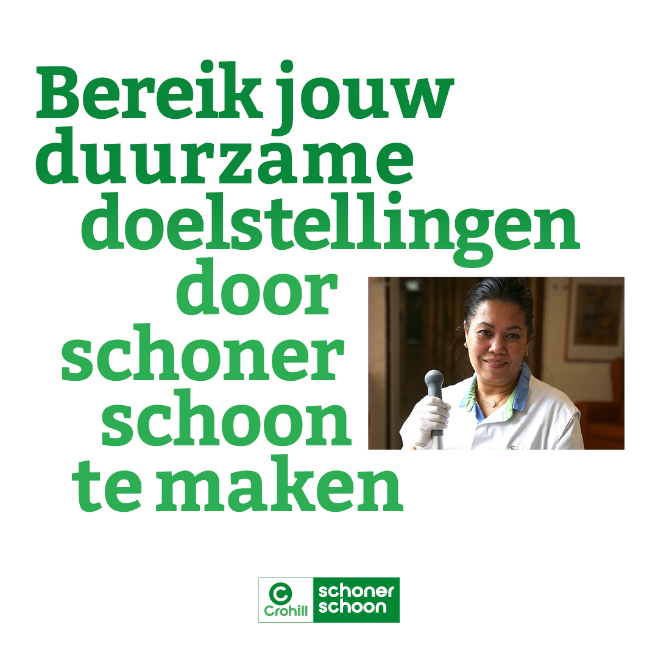 Bereik jouw
duurzame
doelstellingen
door
schoner
schoon
te maken
C
Crohill
schoner
schoon